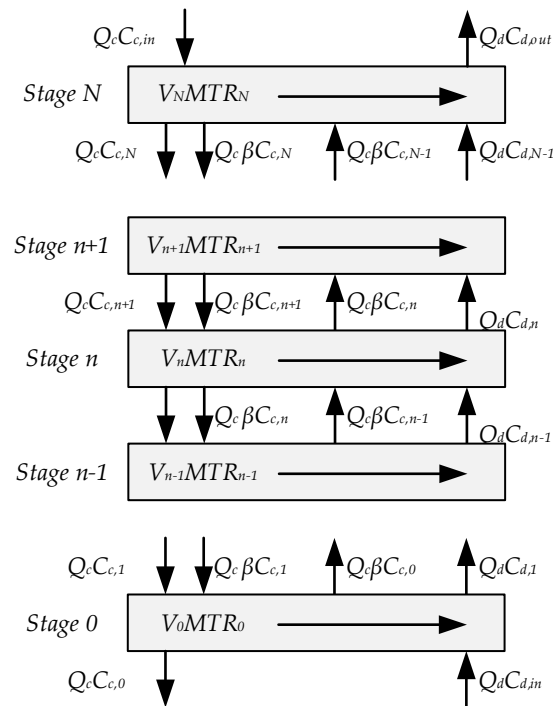 QcCc,in QdCd,out
Stage N VNMTRN
QcCc,N QcβCc,N QcβCc,N-1 QdCd,N-1
Stage n+1 Vn+1MTRn+1
QcCc,n+1 QcβCc,n+1 QcβCc,n
QdCd,n
Stage n VnMTRn
QcβCc,n QcβCc,n-1
QdCd,n-1
Stage n-1 Vn-1MTRn-1
QcCc,1 QcβCc,1 QcβCc,0 QdCd,1
Stage 0 V0MTR0
QcCc,0 QdCd,in